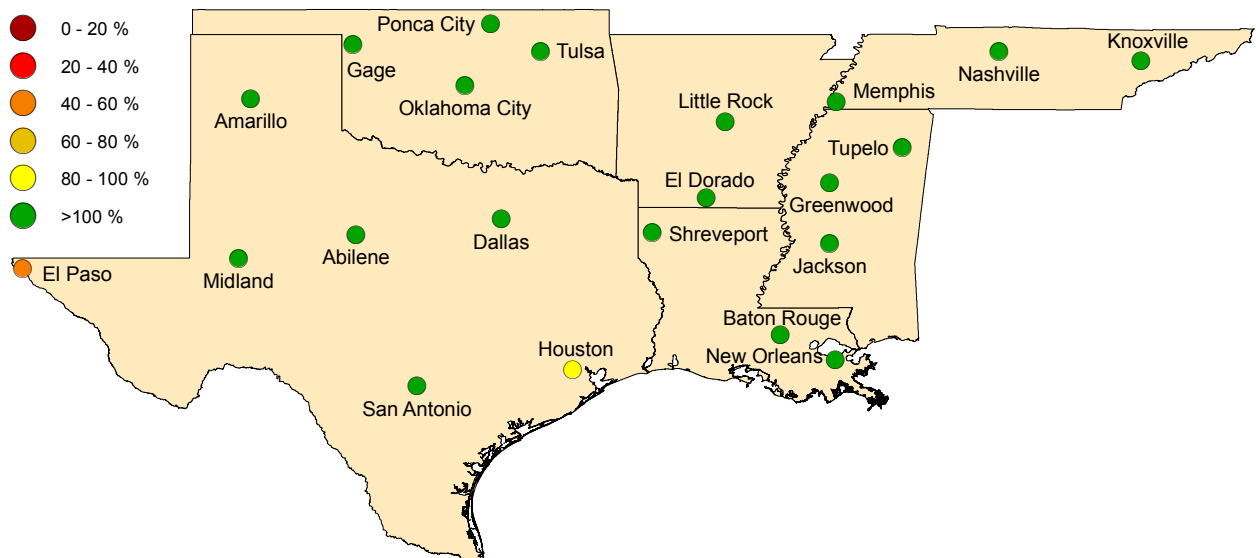 0 - 20 %
20 - 40 %
40 - 60 %
60 - 80 %
80 - 100 %
>100 %
Ponca City
Gage
Tulsa
Oklahoma City
Amarillo
Little Rock
El Dorado
Memphis
Nashville
Knoxville
Tupelo
Greenwood
Jackson
Shreveport
Dallas
Abilene
Midland
El Paso
Baton Rouge
New Orleans
Houston
San Antonio